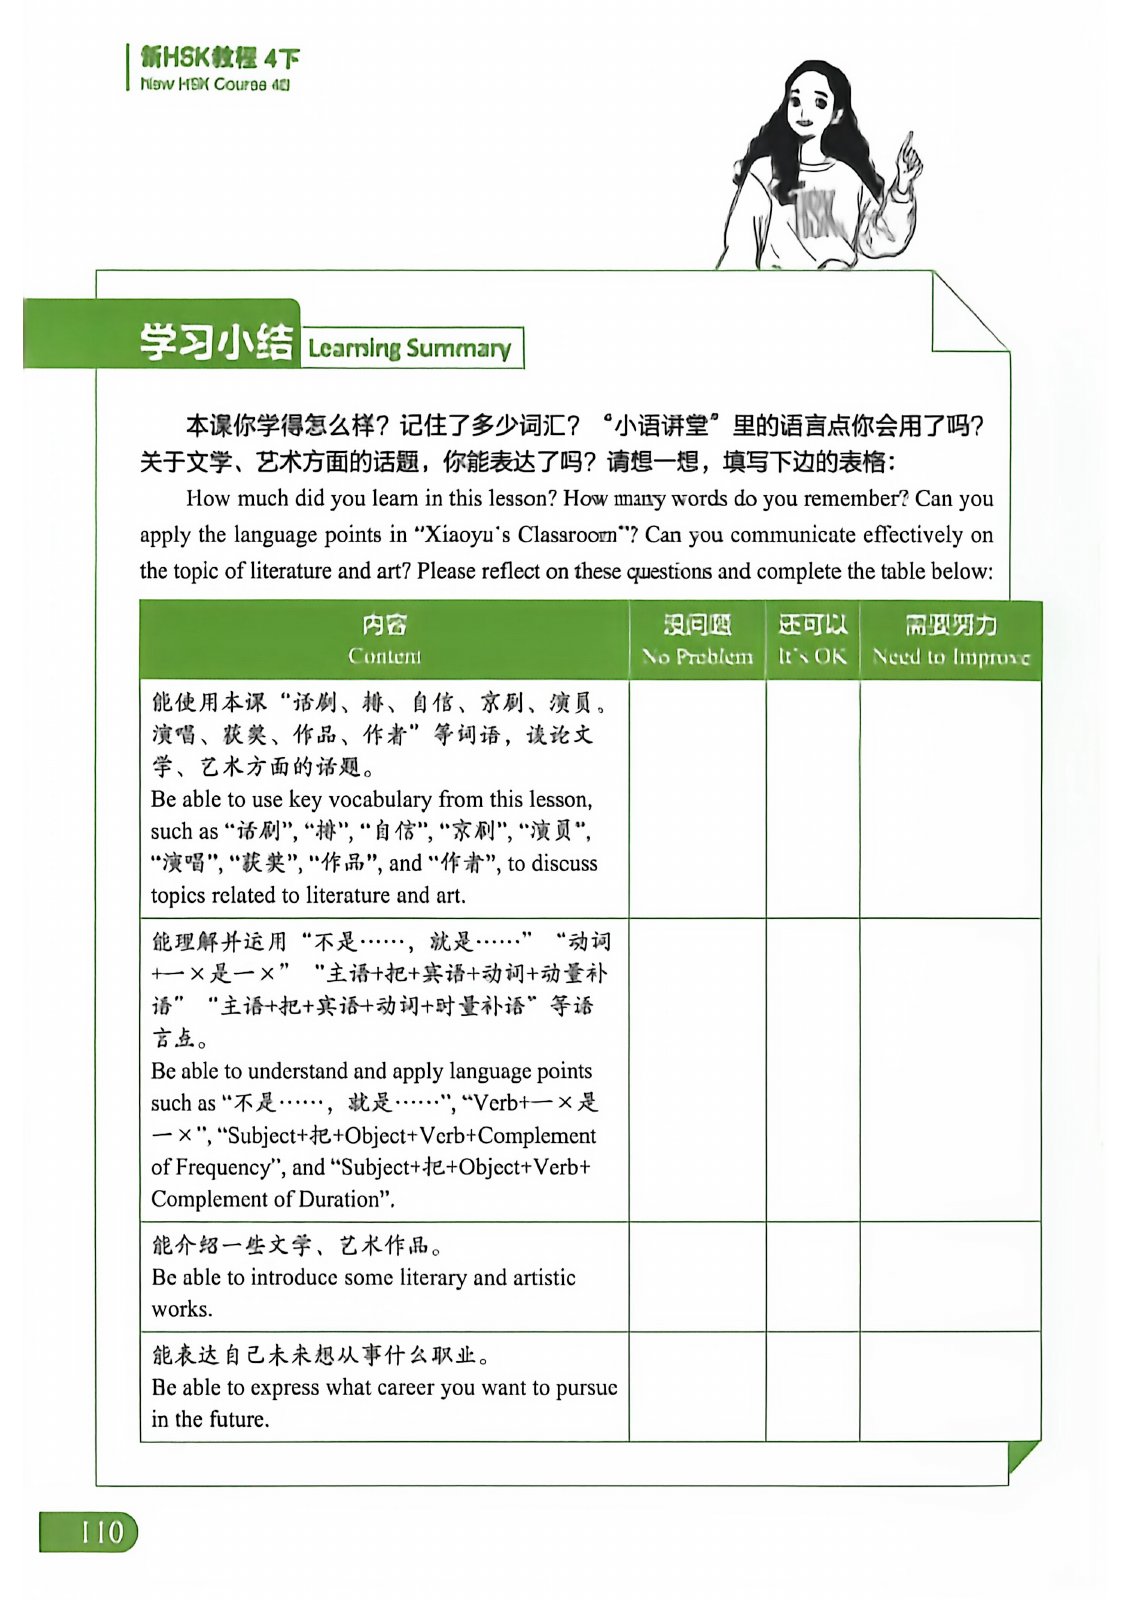 新HSK教程 4下
New HSK Course 4
HSK
学习小结 Learning Summary
本课你学得怎么样？记住了多少词汇？“小语讲堂”里的语言点你会用了吗？
关于文学、艺术方面的话题，你能表达了吗？请想一想，填写下边的表格：
How much did you learn in this lesson? How many words do you remember? Can you
apply the language points in “Xiaoyu’s Classroom”? Can you communicate effectively on
the topic of literature and art? Please reflect on these questions and complete the table below:
内容 没问题 还可以 需要努力
Content No Problem It’s OK Need to Improve
能使用本课“话剧、排、自信、京剧、演员、
演唱、获奖、作品、作者”等词语，谈论文
学、艺术方面的话题。
Be able to use key vocabulary from this lesson,
such as “话剧”, “排”, “自信”, “京剧”, “演员”,
“演唱”, “获奖”, “作品”, and “作者”, to discuss
topics related to literature and art.
能理解并运用“不是……，就是……”“动词
+一×是一×”“主语+把+宾语+动词+动量补
语”“主语+把+宾语+动词+时量补语”等语
言点。
Be able to understand and apply language points
such as “不是……，就是……”, “Verb+一×是
一×”, “Subject+把+Object+Verb+Complement
of Frequency”, and “Subject+把+Object+Verb+
Complement of Duration”.
能介绍一些文学、艺术作品。
Be able to introduce some literary and artistic
works.
能表达自己未来想从事什么职业。
Be able to express what career you want to pursue
in the future.
110